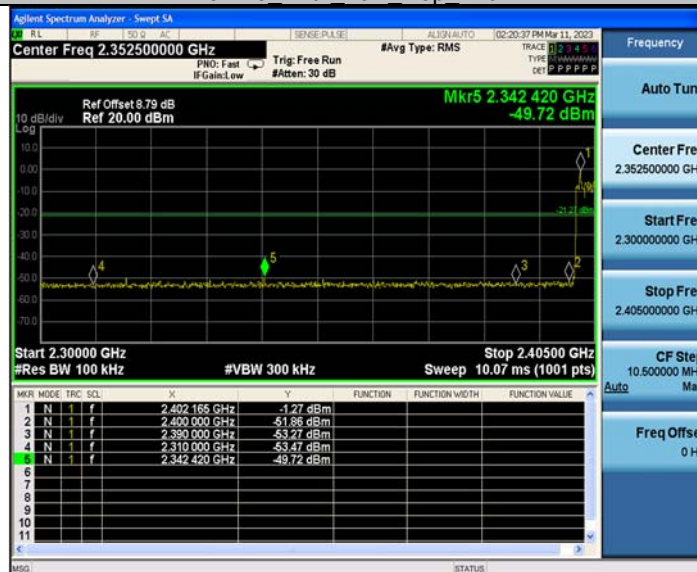 Agilent Spectrum Analyzer - Swept SA
RL RF 50 Ω AC SENSE:PULSE ALIGN AUTO 02:20:37 PM Mar 11, 2023
Center Freq 2.352500000 GHz
PNO: Fast
IFGain:Low
Trig: Free Run
#Atten: 30 dB
#Avg Type: RMS
TRACE 1 2 3 4 5 6
TYPE
DET P P P P P P
Mkr5 2.342 420 GHz
-49.72 dBm
Ref Offset 8.79 dB
10 dB/div Ref 20.00 dBm
Log
10.0
0.00
-10.0
-20.0
-30.0
-40.0
-50.0
-60.0
-70.0
1
-21.27 dBm
4
5
3
2
Start 2.30000 GHz Stop 2.40500 GHz
#Res BW 100 kHz #VBW 300 kHz Sweep 10.07 ms (1001 pts)
MKR MODE TRC SCL X Y FUNCTION FUNCTION WIDTH FUNCTION VALUE
1 N 1 f 2.402 165 GHz -1.27 dBm
2 N 1 f 2.400 000 GHz -51.86 dBm
3 N 1 f 2.390 000 GHz -53.27 dBm
4 N 1 f 2.310 000 GHz -53.47 dBm
5 N 1 f 2.342 420 GHz -49.72 dBm
6
7
8
9
10
11
MSG STATUS
Frequency
Auto Tun
Center Fre
2.352500000 GH
Start Fre
2.300000000 GH
Stop Fre
2.405000000 GH
CF Ste
10.500000 MH
Auto Ma
Freq Offse
0 H